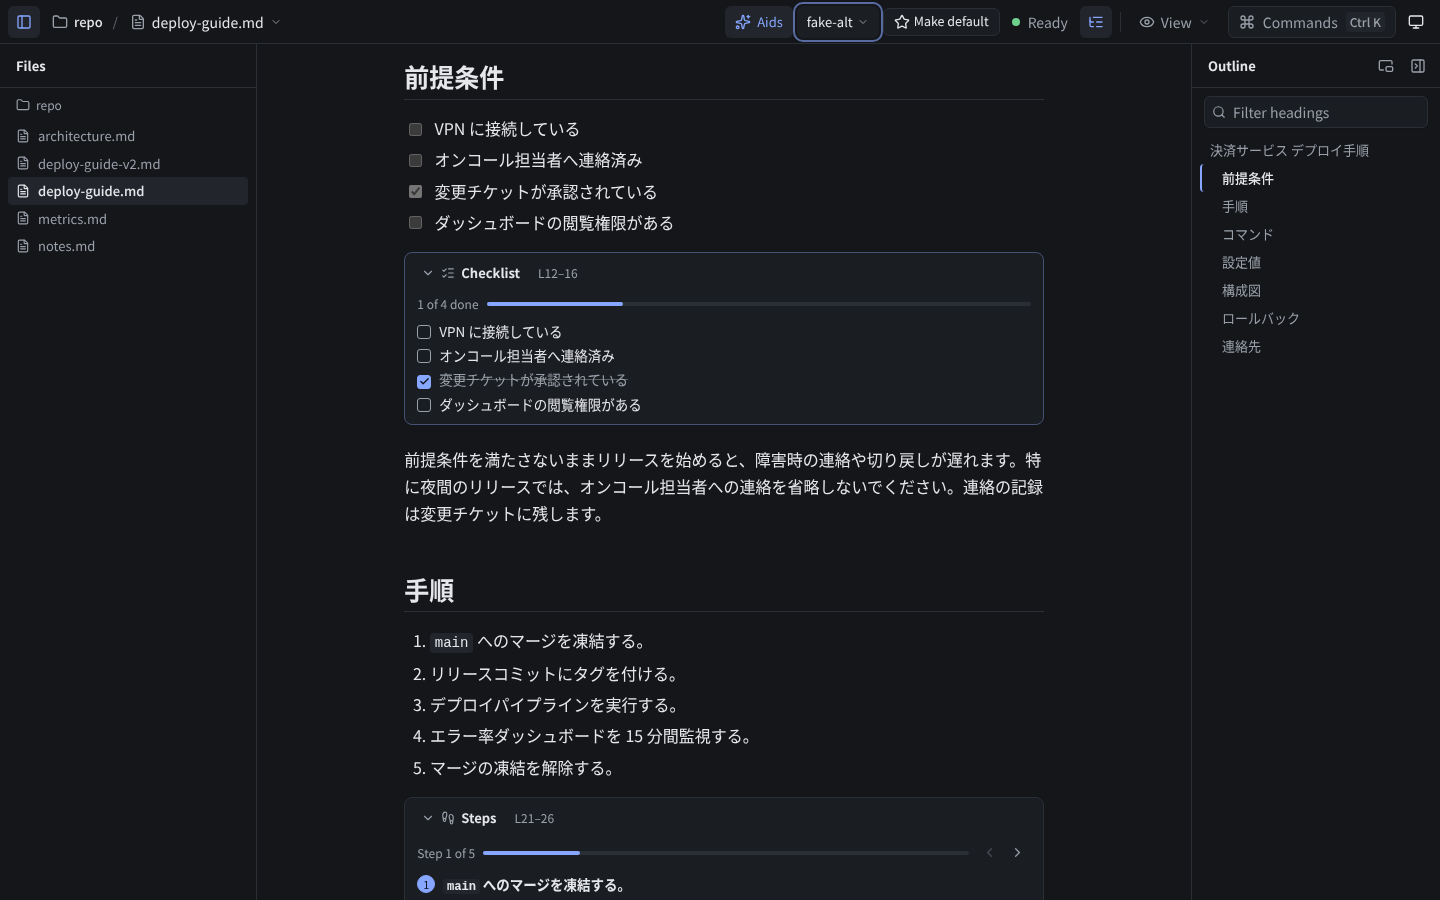 repo / deploy-guide.md
Aids
fake-alt
Make default
Ready
View
Commands Ctrl K
Files
repo
architecture.md
deploy-guide-v2.md
deploy-guide.md
metrics.md
notes.md
前提条件
VPN に接続している
オンコール担当者へ連絡済み
変更チケットが承認されている
ダッシュボードの閲覧権限がある
Checklist L12–16
1 of 4 done
VPN に接続している
オンコール担当者へ連絡済み
変更チケットが承認されている
ダッシュボードの閲覧権限がある
前提条件を満たさないままリリースを始めると、障害時の連絡や切り戻しが遅れます。特
に夜間のリリースでは、オンコール担当者への連絡を省略しないでください。連絡の記録
は変更チケットに残します。
手順
1. main へのマージを凍結する。
2. リリースコミットにタグを付ける。
3. デプロイパイプラインを実行する。
4. エラー率ダッシュボードを 15 分間監視する。
5. マージの凍結を解除する。
Steps L21–26
Step 1 of 5
1 main へのマージを凍結する。
Outline
Filter headings
決済サービス デプロイ手順
前提条件
手順
コマンド
設定値
構成図
ロールバック
連絡先